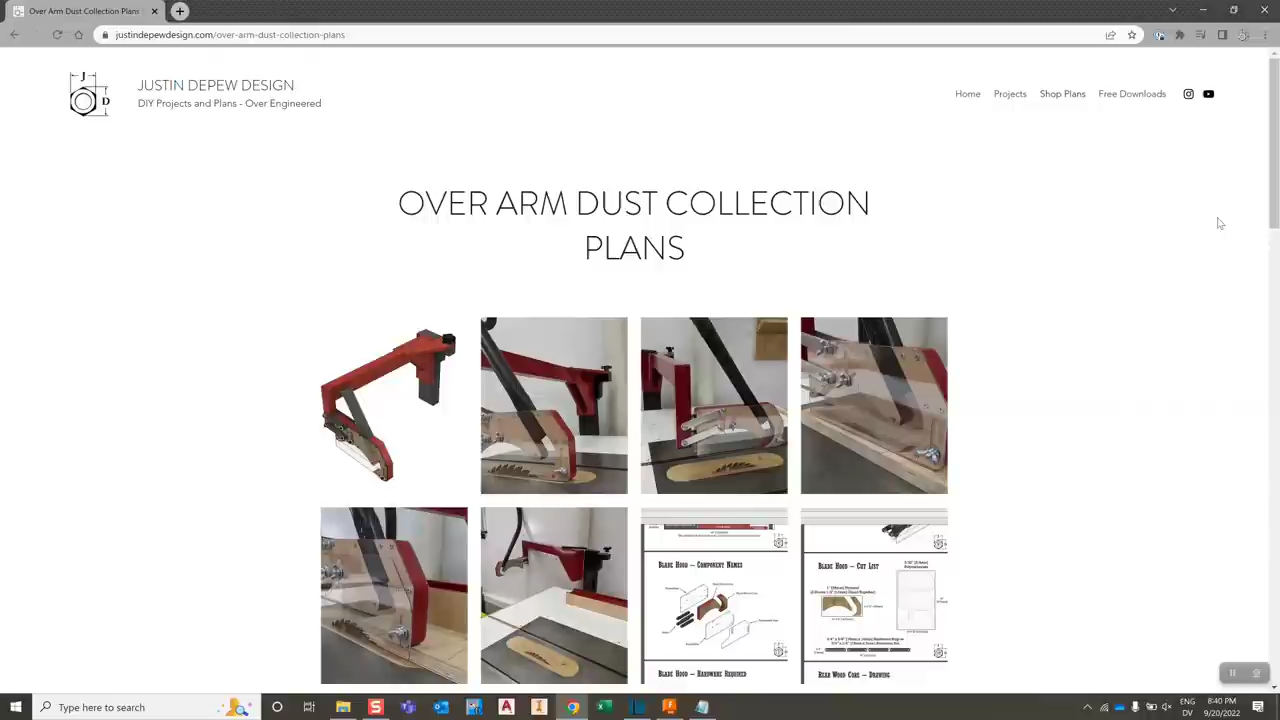 Over Arm Dust Collection Plans
justindepewdesign.com/over-arm-dust-collection-plans
J
D
JUSTIN DEPEW DESIGN
DIY Projects and Plans - Over Engineered
Home Projects Shop Plans Free Downloads
OVER ARM DUST COLLECTION
PLANS
BLADE HOOD – COMPONENT NAMES
BLADE HOOD – HARDWARE REQUIRED
BLADE HOOD – CUT LIST
REAR WOOD CORE – DRAWING
Type here to search
ENG
DV
8:40 PM
9/20/2022